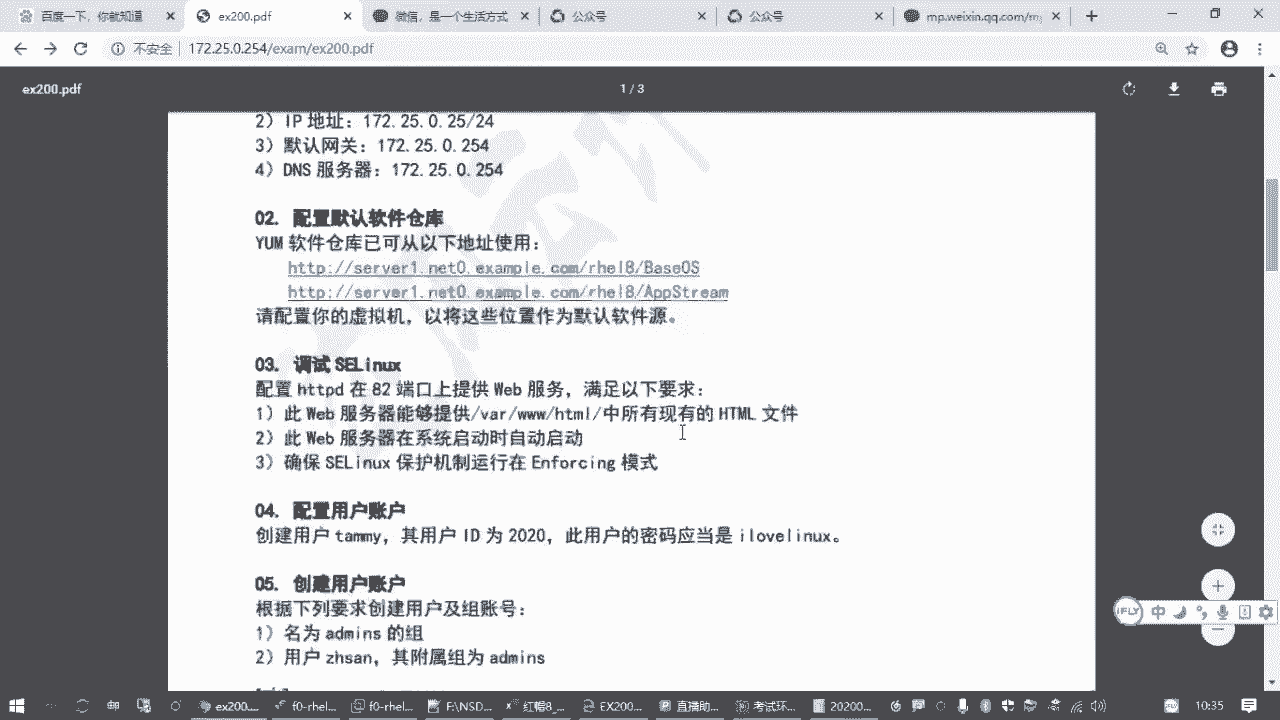 百度一下，你就知道
ex200.pdf
微信，是一个生活方式
公众号
公众号
mp.weixin.qq.com/m
不安全
172.25.0.254/exam/ex200.pdf
ex200.pdf
1 / 3
2）IP 地址：172.25.0.25/24
3）默认网关：172.25.0.254
4）DNS 服务器：172.25.0.254
02. 配置默认软件仓库
YUM 软件仓库已可从以下地址使用：
http://server1.net0.example.com/rhel8/BaseOS
http://server1.net0.example.com/rhel8/AppStream
请配置你的虚拟机，以将这些位置作为默认软件源。
03. 调试 SELinux
配置 httpd 在 82 端口上提供 Web 服务，满足以下要求：
1）此 Web 服务器能够提供/var/www/html/中所有现有的 HTML 文件
2）此 Web 服务器在系统启动时自动启动
3）确保 SELinux 保护机制运行在 Enforcing 模式
04. 配置用户账户
创建用户 tammy，其用户 ID 为 2020，此用户的密码应当是 ilovelinux。
05. 创建用户账户
根据下列要求创建用户及组账号：
1）名为 admins 的组
2）用户 zhsan，其附属组为 admins
iFLY
中
ex200...
f0-rhel...
f0-rhel...
F:\NSD...
红帽8_...
EX200...
直播助...
考试环...
20200...
10:35